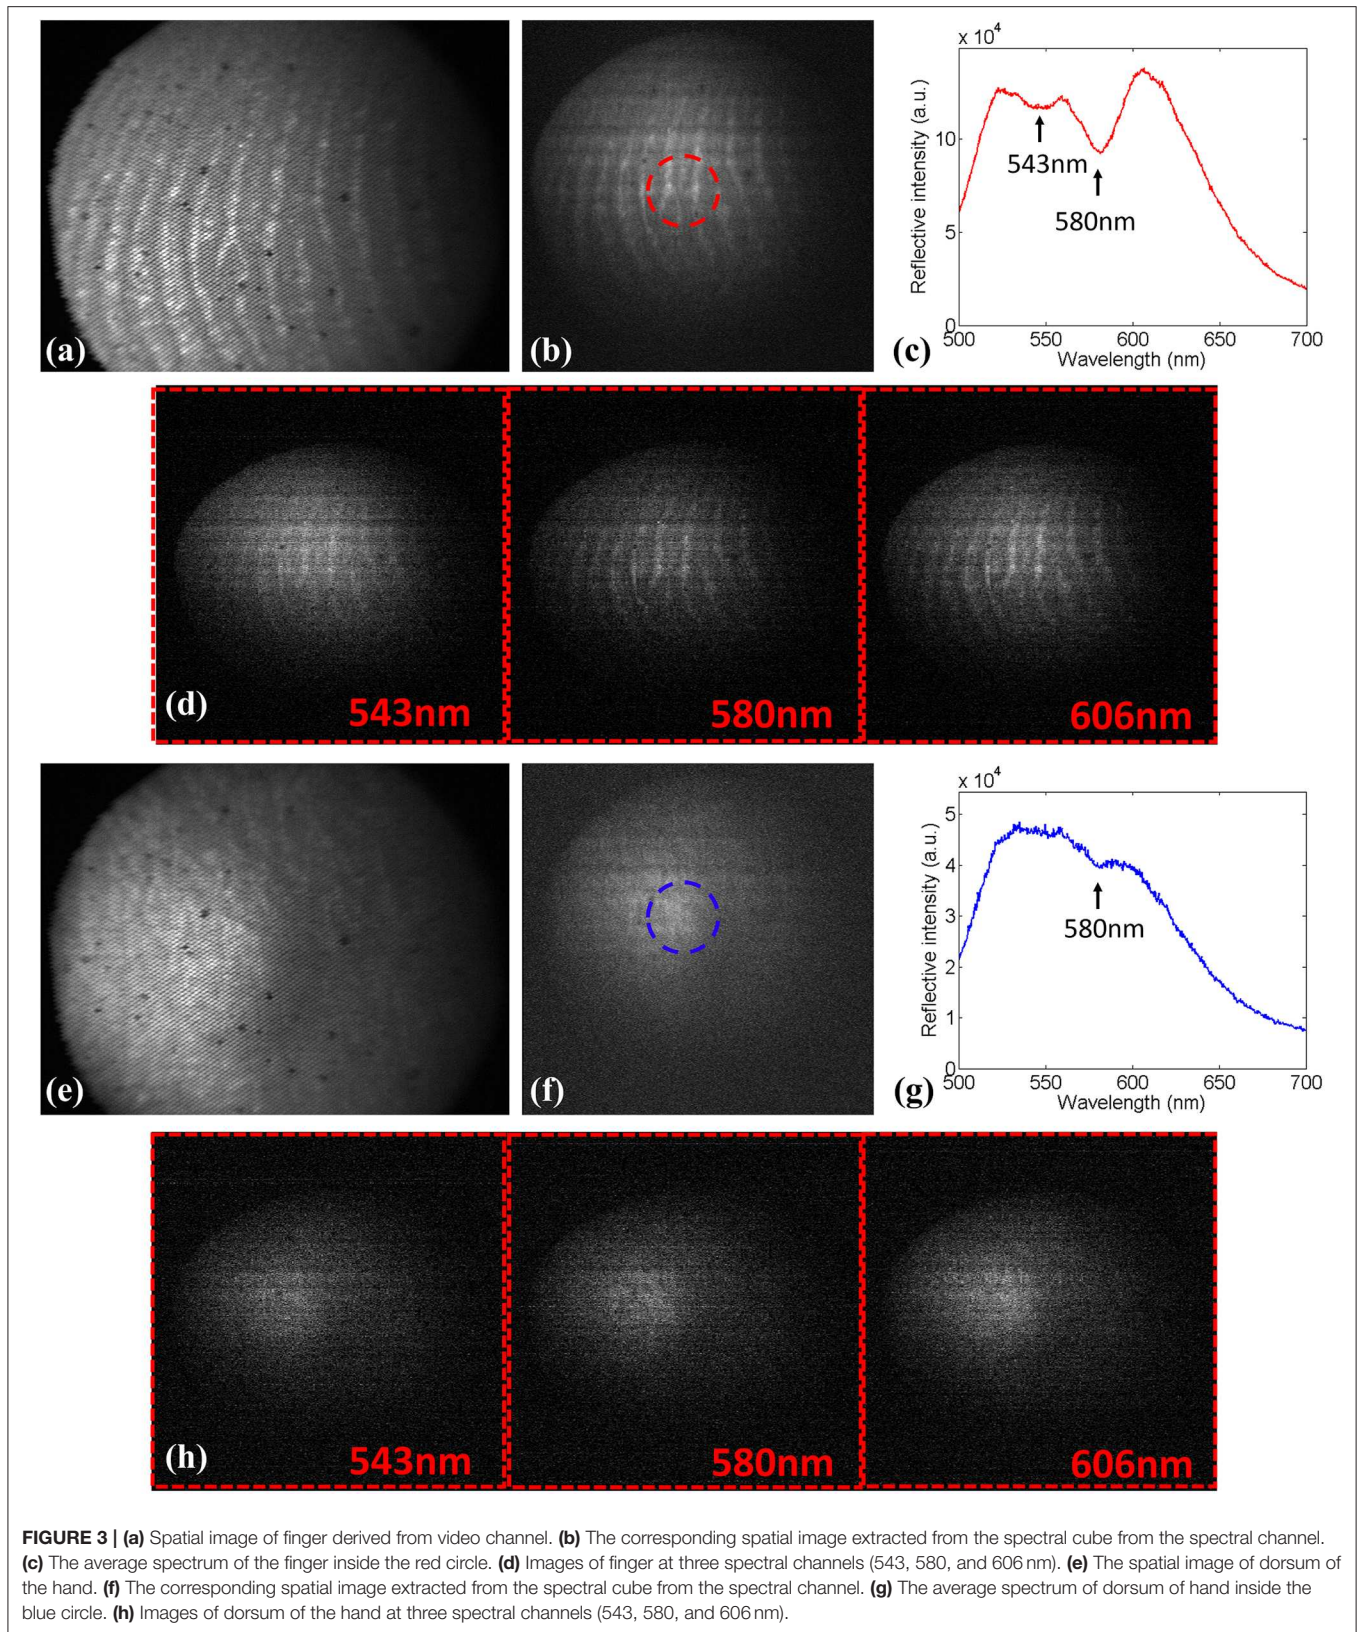 (a)
(b)
(c)
x 10⁴
10
5
0
500
550
600
650
700
Reflective intensity (a.u.)
Wavelength (nm)
543nm
580nm
(d)
543nm
580nm
606nm
(e)
(f)
(g)
x 10⁴
5
4
3
2
1
0
500
550
600
650
700
Reflective intensity (a.u.)
Wavelength (nm)
580nm
(h)
543nm
580nm
606nm
FIGURE 3 | (a) Spatial image of finger derived from video channel. (b) The corresponding spatial image extracted from the spectral cube from the spectral channel.
(c) The average spectrum of the finger inside the red circle. (d) Images of finger at three spectral channels (543, 580, and 606 nm). (e) The spatial image of dorsum of
the hand. (f) The corresponding spatial image extracted from the spectral cube from the spectral channel. (g) The average spectrum of dorsum of hand inside the
blue circle. (h) Images of dorsum of the hand at three spectral channels (543, 580, and 606 nm).